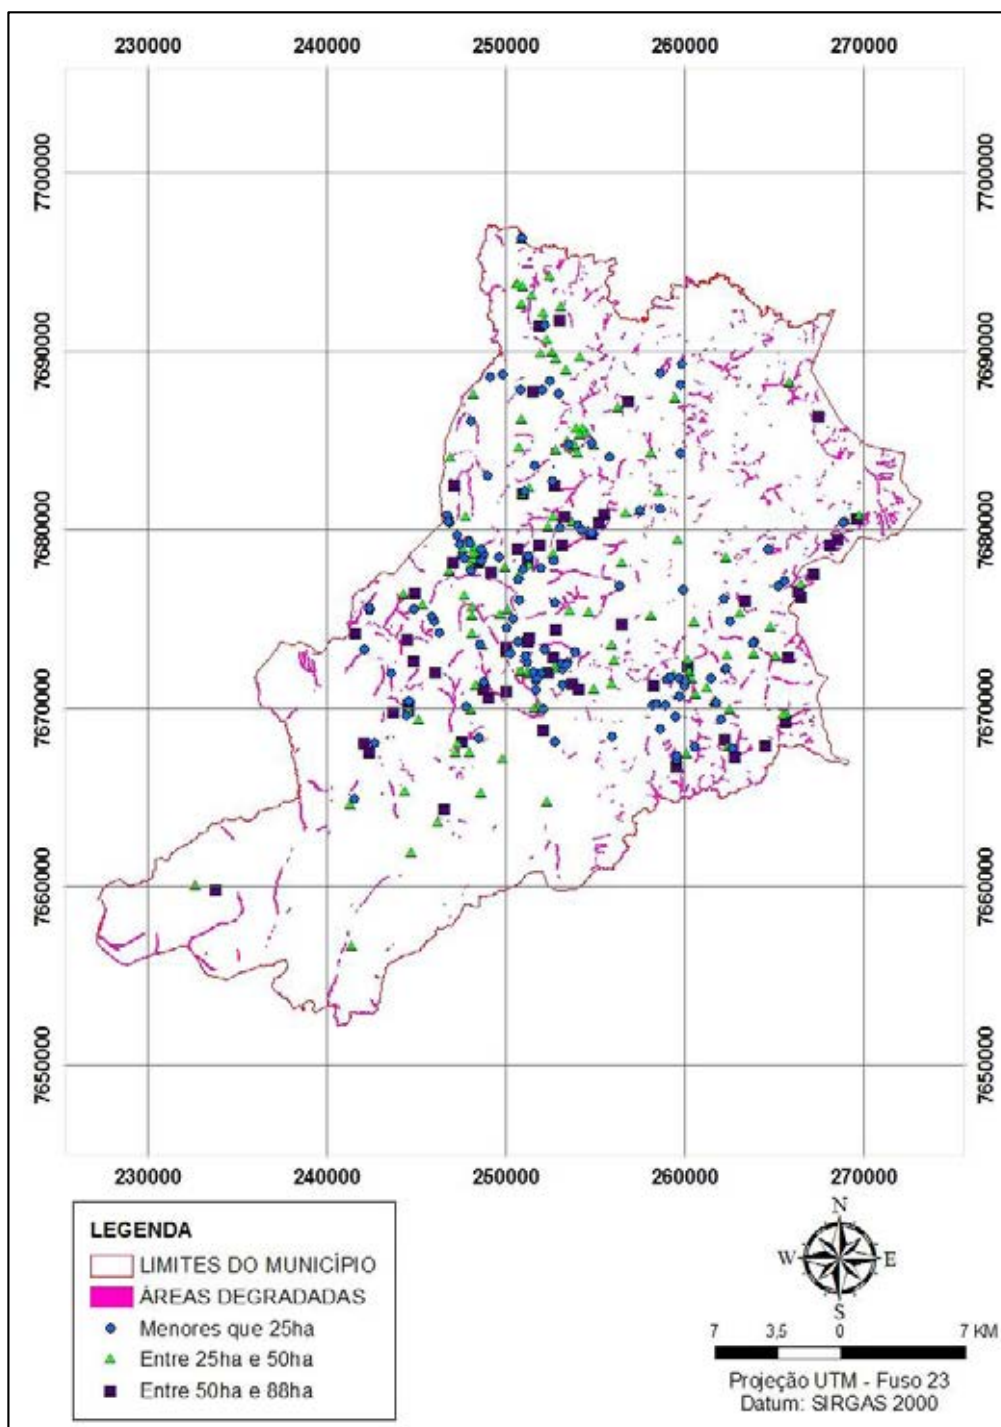 230000 240000 250000 260000 270000
7700000 7700000
7690000 7690000
7680000 7680000
7670000 7670000
7660000 7660000
7650000 7650000
230000 240000 250000 260000 270000
LEGENDA
LIMITES DO MUNICÍPIO
ÁREAS DEGRADADAS
Menores que 25ha
Entre 25ha e 50ha
Entre 50ha e 88ha
N
W E
S
7 3,5 0 7 KM
Projeção UTM - Fuso 23
Datum: SIRGAS 2000